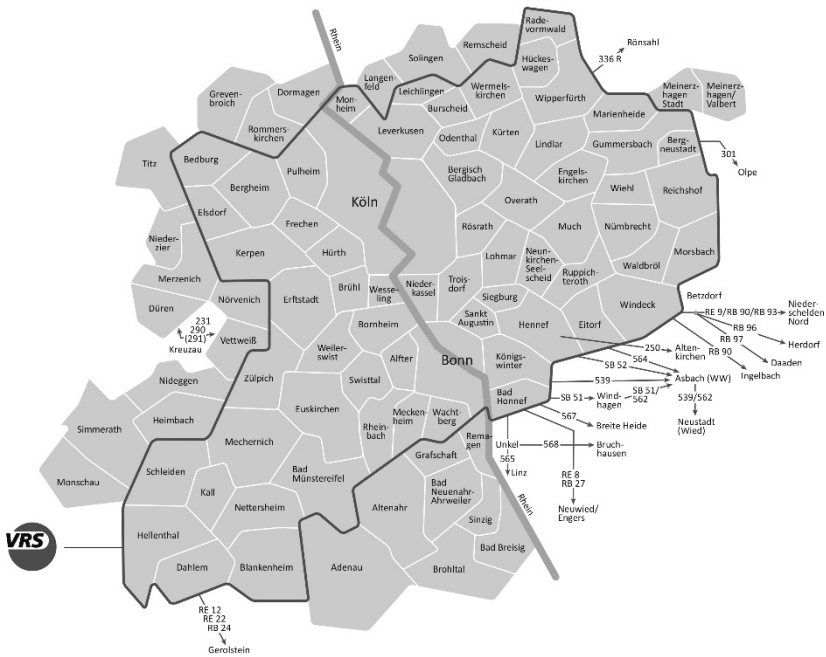 Rhein
Rade-
vormwald
Rönsahl
336 R
Remscheid
Solingen
Hückes-
wagen
Langen-
feld
Leichlingen
Wermels-
kirchen
Meinerz-
hagen
Stadt
Meinerz-
hagen/
Valbert
Greven-
broich
Dormagen
Mon-
heim
Burscheid
Wipperfürth
Marienheide
Rommers-
kirchen
Leverkusen
Odenthal
Kürten
Lindlar
Gummersbach
Berg-
neustadt
301
Olpe
Titz
Bedburg
Pulheim
Bergisch
Gladbach
Engels-
kirchen
Bergheim
Wiehl
Reichshof
Köln
Overath
Elsdorf
Frechen
Rösrath
Much
Nümbrecht
Nieder-
zier
Kerpen
Hürth
Lohmar
Neun-
kirchen-
Seel-
scheid
Waldbröl
Morsbach
Merzenich
Ruppich-
teroth
Düren
Nörvenich
Erftstadt
Brühl
Wesse-
ling
Nieder-
kassel
Trois-
dorf
Siegburg
Windeck
Betzdorf
231
290
(291)
Kreuzau
Vettweiß
Bornheim
Sankt
Augustin
Hennef
Eitorf
RE 9/RB 90/RB 93
Nieder-
schelden
Nord
RB 96
Herdorf
RB 97
Daaden
RB 90
Ingelbach
Weiler-
swist
Alfter
Bonn
Königs-
winter
250
Alten-
kirchen
564
SB 52
Asbach (WW)
Nideggen
Zülpich
Swisttal
539
SB 51
Wind-
hagen
SB 51/
562
539/562
Neustadt
(Wied)
Bad
Honnef
Heimbach
Euskirchen
Rhein-
bach
Mecken-
heim
Wacht-
berg
567
Breite Heide
Simmerath
Mechernich
Rema-
gen
Unkel
568
Bruch-
hausen
565
Linz
Grafschaft
Monschau
Schleiden
Bad
Münstereifel
Kall
Bad
Neuenahr-
Ahrweiler
RE 8
RB 27
Neuwied/
Engers
Rhein
Nettersheim
Altenahr
Sinzig
VRS
Hellenthal
Bad Breisig
Dahlem
Blankenheim
Adenau
Brohltal
RE 12
RE 22
RB 24
Gerolstein